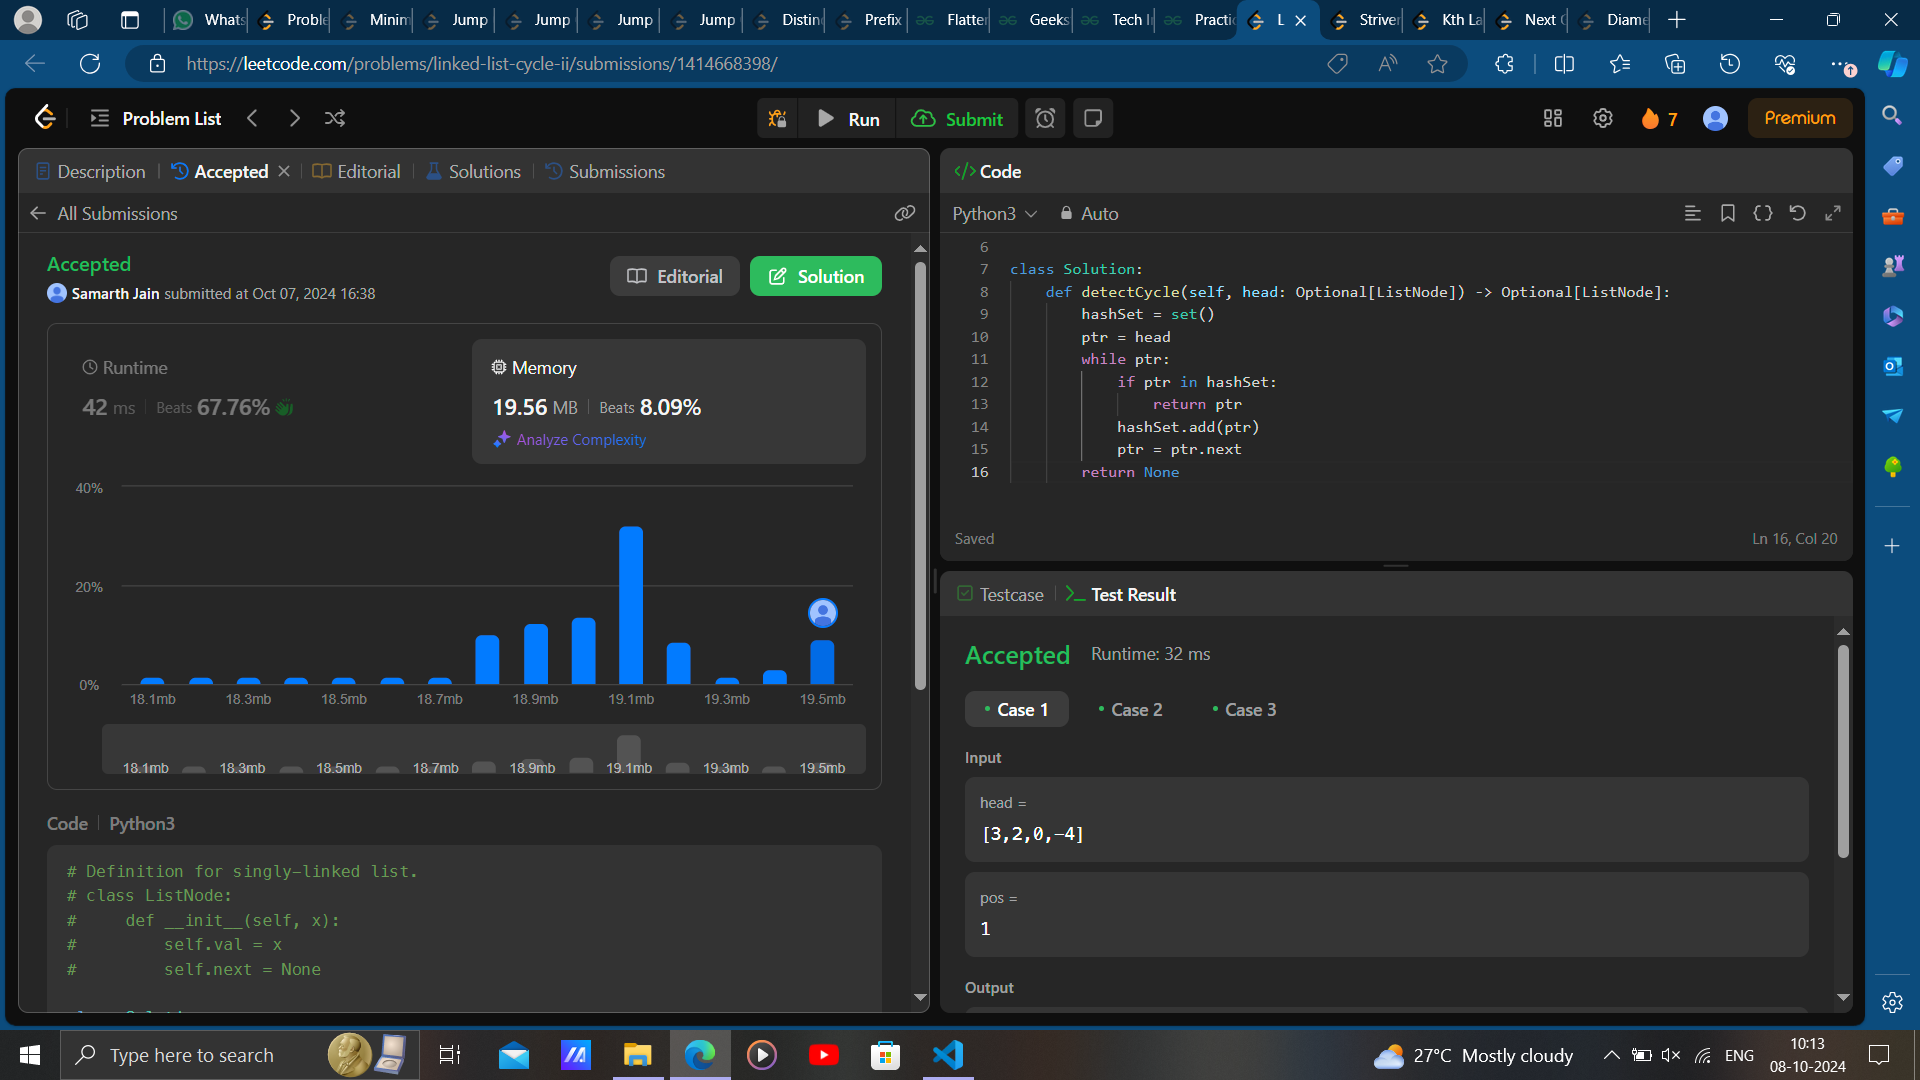 Whats
Proble
Minim
Jump
Jump
Jump
Jump
Distin
Prefix
Flatter
Geeks
Tech I
Practic
L
Striver
Kth La
Next
Diame
https://leetcode.com/problems/linked-list-cycle-ii/submissions/1414668398/
Problem List
Run
Submit
7
Premium
Description
Accepted
Editorial
Solutions
Submissions
All Submissions
Accepted
Samarth Jain submitted at Oct 07, 2024 16:38
Editorial
Solution
Runtime
42 ms
Beats 67.76%
Memory
19.56 MB
Beats 8.09%
Analyze Complexity
40%
20%
0%
18.1mb 18.3mb 18.5mb 18.7mb 18.9mb 19.1mb 19.3mb 19.5mb
18.1mb 18.3mb 18.5mb 18.7mb 18.9mb 19.1mb 19.3mb 19.5mb
Code
Python3
# Definition for singly-linked list.
# class ListNode:
#     def __init__(self, x):
#         self.val = x
#         self.next = None
</> Code
Python3
Auto
6
7 class Solution:
8     def detectCycle(self, head: Optional[ListNode]) -> Optional[ListNode]:
9         hashSet = set()
10         ptr = head
11         while ptr:
12             if ptr in hashSet:
13                 return ptr
14             hashSet.add(ptr)
15             ptr = ptr.next
16         return None
Saved
Ln 16, Col 20
Testcase
Test Result
Accepted
Runtime: 32 ms
Case 1
Case 2
Case 3
Input
head =
[3,2,0,-4]
pos =
1
Output
Type here to search
27°C Mostly cloudy
ENG
10:13
08-10-2024